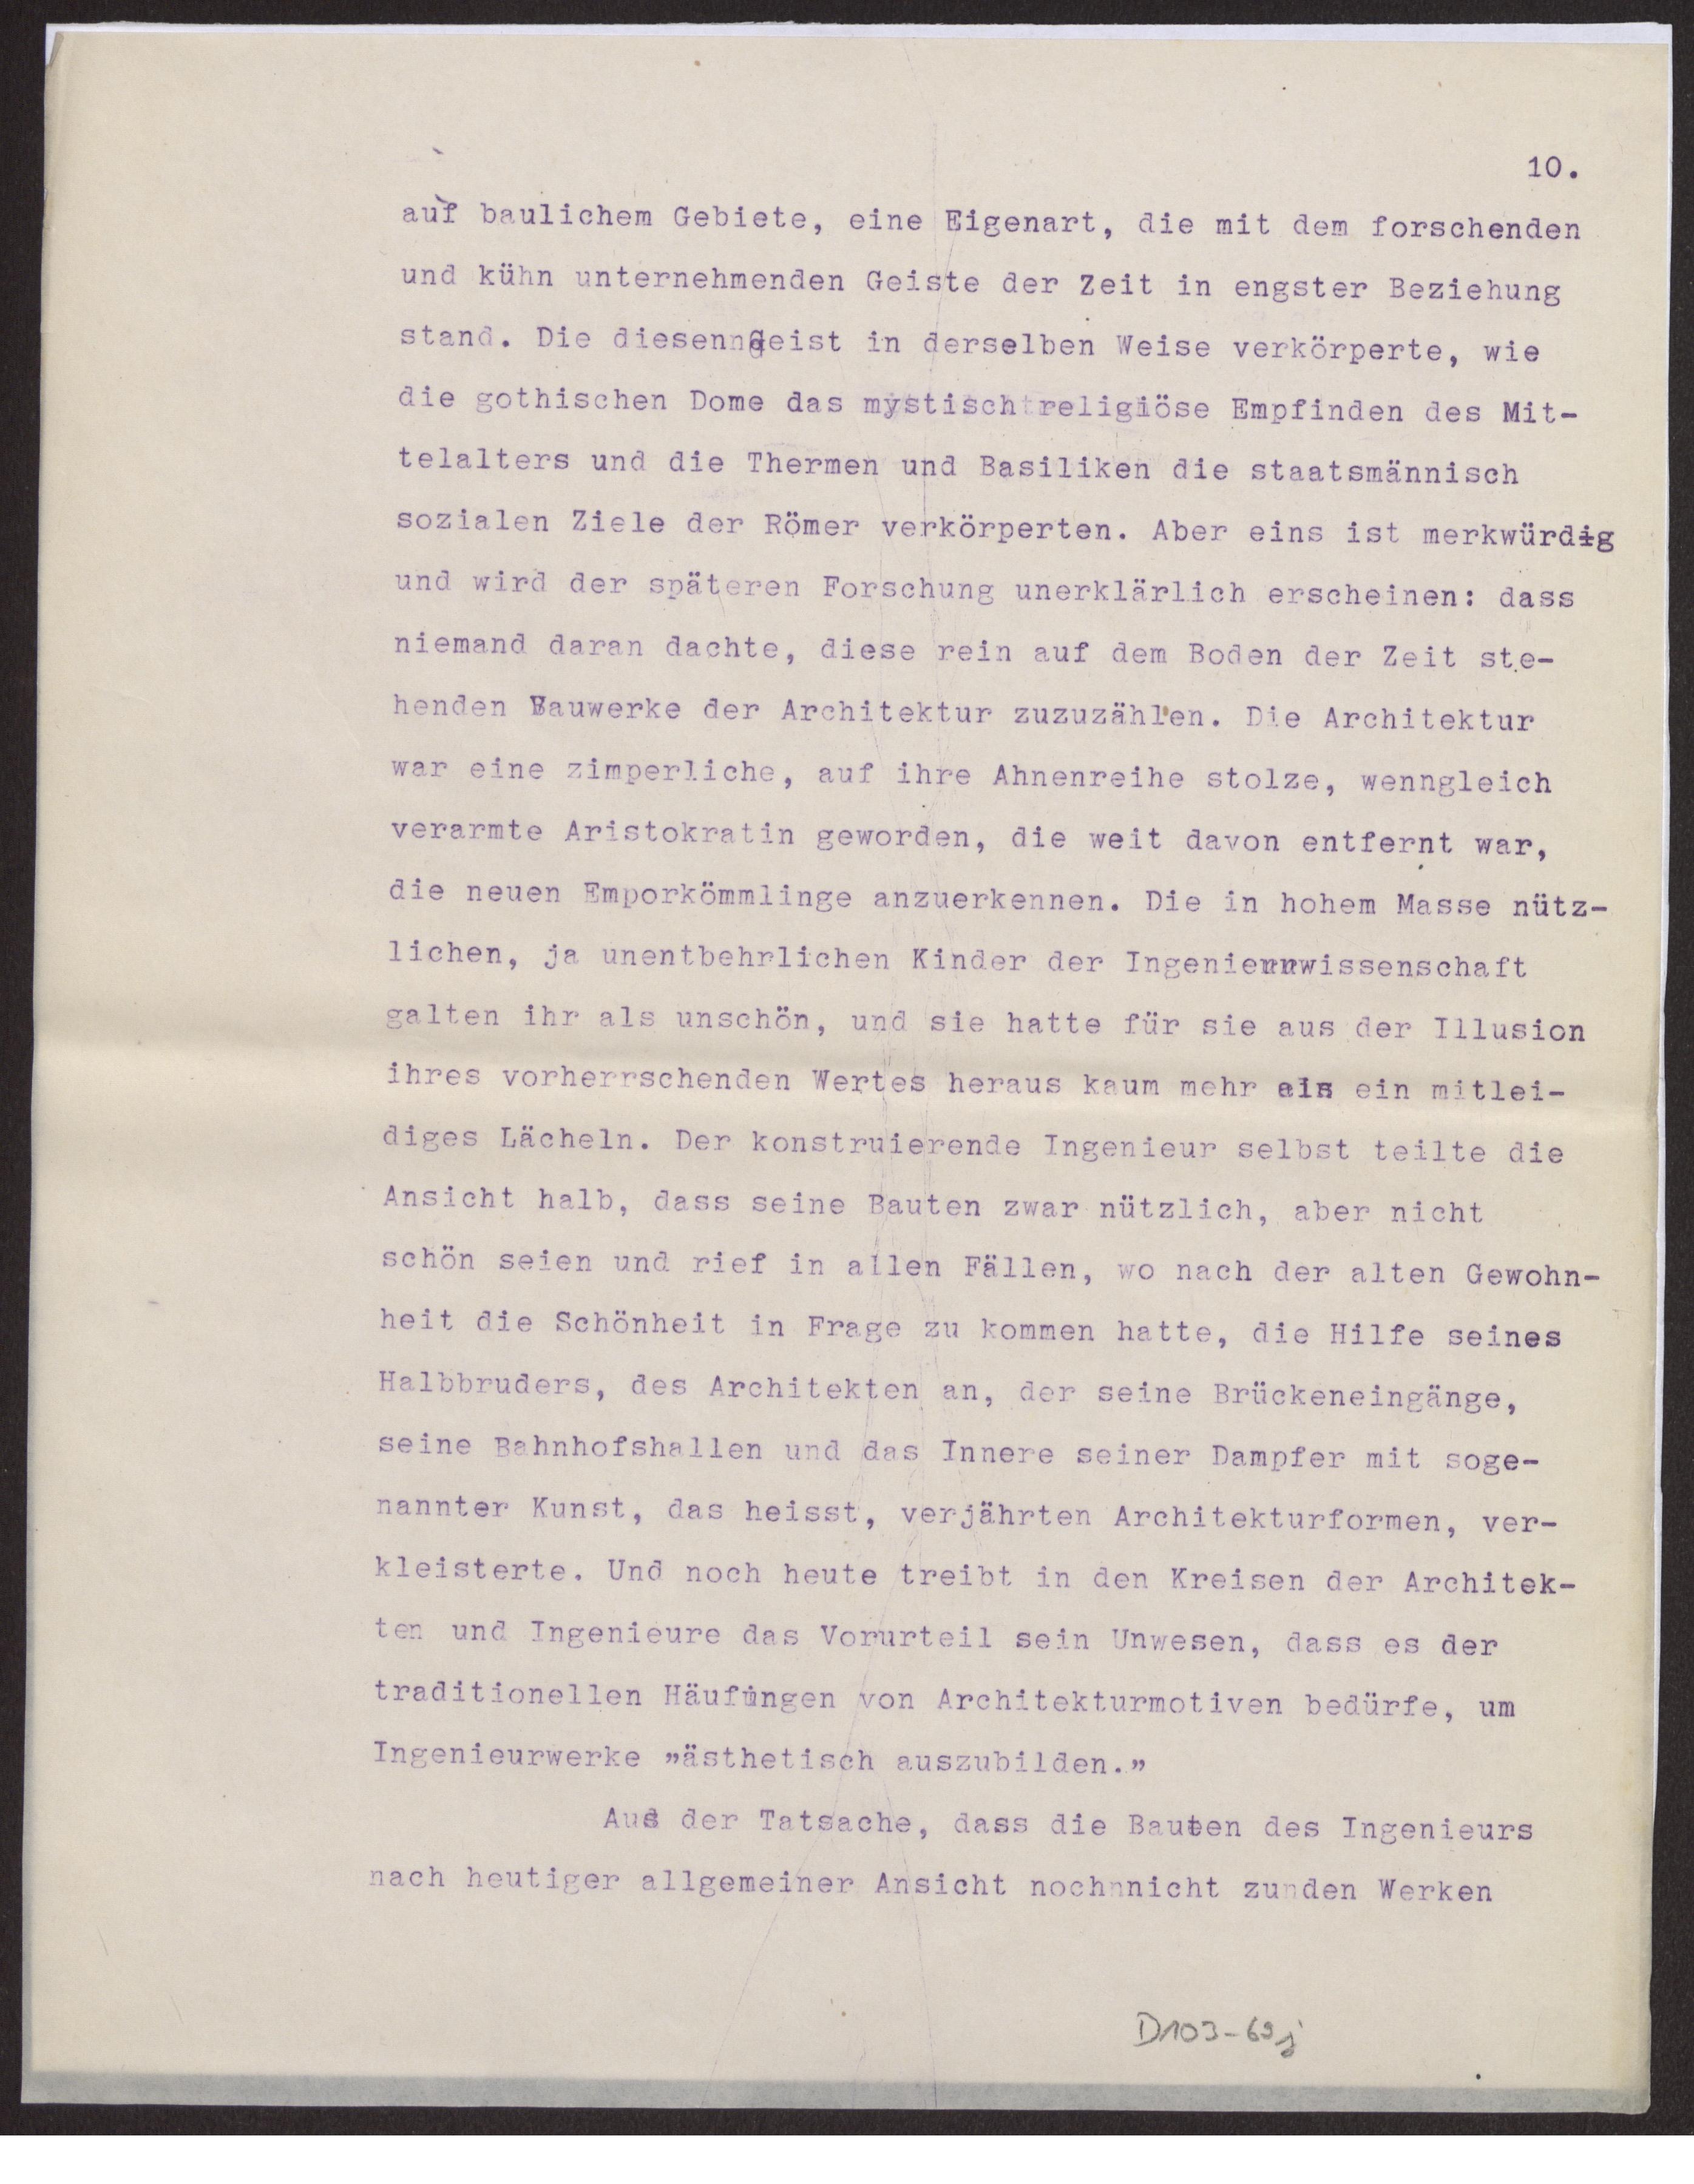 10.
auf baulichem Gebiete, eine Eigenart, die mit dem forschenden
und kühn unternehmenden Geiste der Zeit in engster Beziehung
stand. Die diesennGeist in derselben Weise verkörperte, wie
die gothischen Dome das mystischtreligiöse Empfinden des Mit-
telalters und die Thermen und Basiliken die staatsmännisch
sozialen Ziele der Römer verkörperten. Aber eins ist merkwürdig
und wird der späteren Forschung unerklärlich erscheinen: dass
niemand daran dachte, diese rein auf dem Boden der Zeit ste-
henden Bauwerke der Architektur zuzuzählen. Die Architektur
war eine zimperliche, auf ihre Ahnenreihe stolze, wenngleich
verarmte Aristokratin geworden, die weit davon entfernt war,
die neuen Emporkömmlinge anzuerkennen. Die in hohem Masse nütz-
lichen, ja unentbehrlichen Kinder der Ingenieurwissenschaft
galten ihr als unschön, und sie hatte für sie aus der Illusion
ihres vorherrschenden Wertes heraus kaum mehr als ein mitlei-
diges Lächeln. Der konstruierende Ingenieur selbst teilte die
Ansicht halb, dass seine Bauten zwar nützlich, aber nicht
schön seien und rief in allen Fällen, wo nach der alten Gewohn-
heit die Schönheit in Frage zu kommen hatte, die Hilfe seines
Halbbruders, des Architekten an, der seine Brückeneingänge,
seine Bahnhofshallen und das Innere seiner Dampfer mit soge-
nannter Kunst, das heisst, verjährten Architekturformen, ver-
kleisterte. Und noch heute treibt in den Kreisen der Architek-
ten und Ingenieure das Vorurteil sein Unwesen, dass es der
traditionellen Häufungen von Architekturmotiven bedürfe, um
Ingenieurwerke „ästhetisch auszubilden.”
Aus der Tatsache, dass die Bauten des Ingenieurs
nach heutiger allgemeiner Ansicht nochnnicht zunden Werken
D103-69j